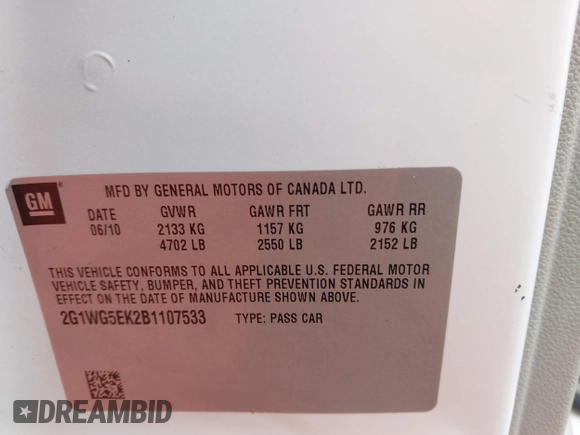 GM
MFD BY GENERAL MOTORS OF CANADA LTD.
DATE GVWR GAWR FRT GAWR RR
06/10 2133 KG 1157 KG 976 KG
4702 LB 2550 LB 2152 LB
THIS VEHICLE CONFORMS TO ALL APPLICABLE U.S. FEDERAL MOTOR
VEHICLE SAFETY, BUMPER, AND THEFT PREVENTION STANDARDS IN
EFFECT ON THE DATE OF MANUFACTURE SHOWN ABOVE.
2G1WG5EK2B1107533 TYPE: PASS CAR
DREAMBID